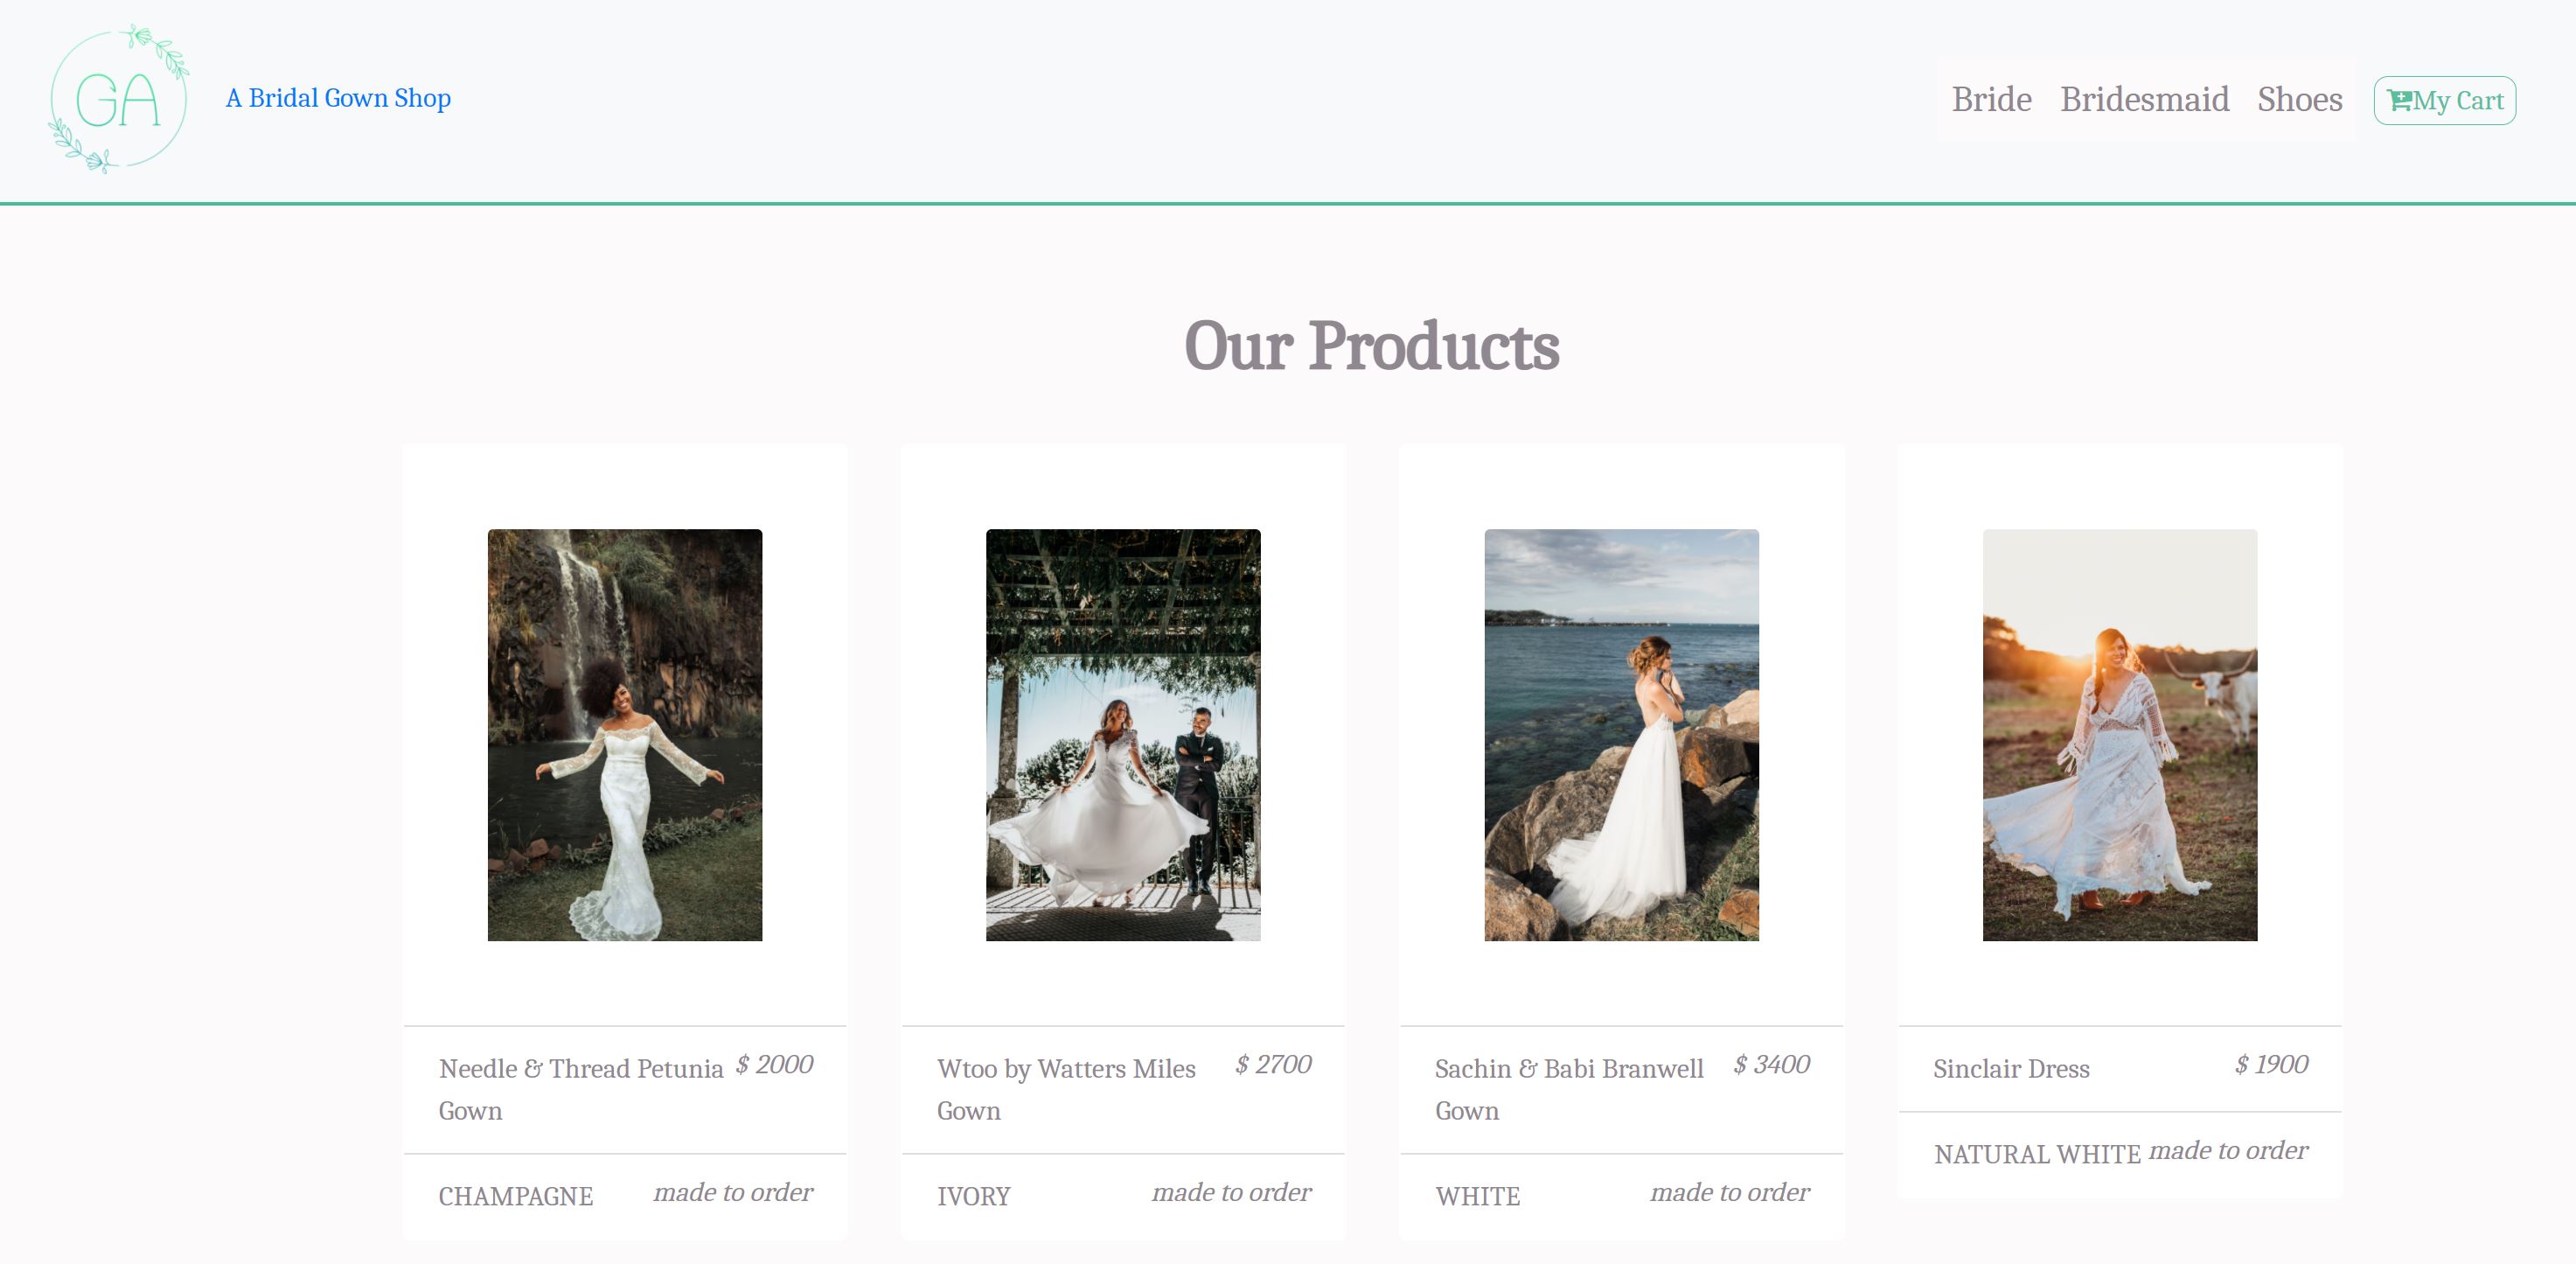 GA
A Bridal Gown Shop
Bride Bridesmaid Shoes My Cart
Our Products
Needle & Thread Petunia $ 2000
Gown
CHAMPAGNE made to order
Wtoo by Watters Miles $ 2700
Gown
IVORY made to order
Sachin & Babi Branwell $ 3400
Gown
WHITE made to order
Sinclair Dress $ 1900
NATURAL WHITE made to order